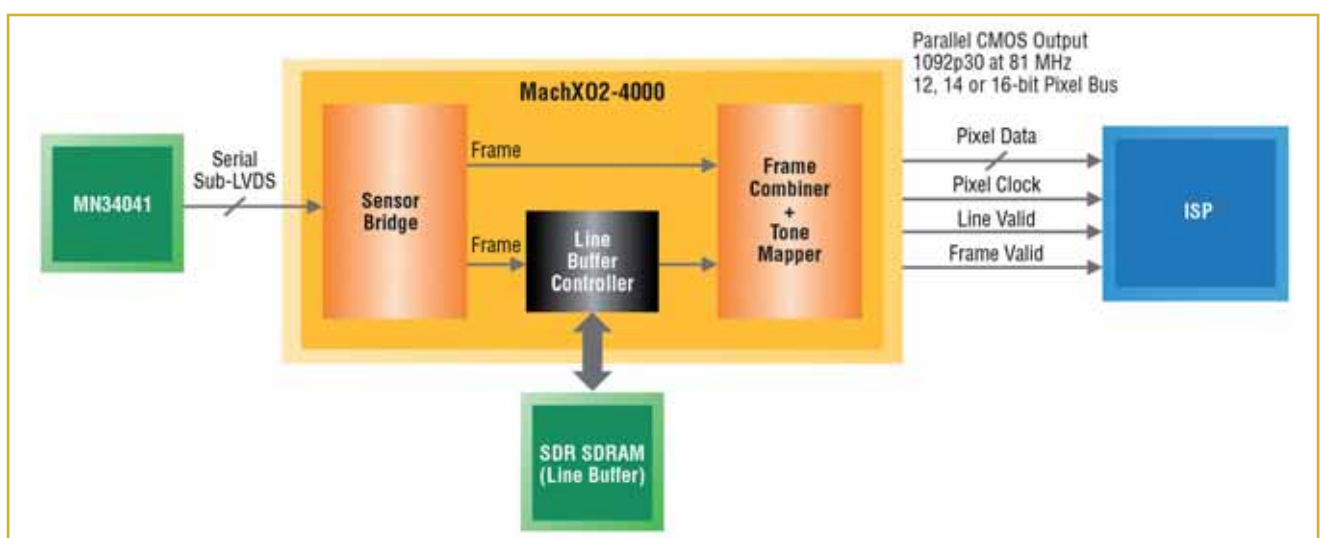 Parallel CMOS Output
1092p30 at 81 MHz
12, 14 or 16-bit Pixel Bus
MachXO2-4000
MN34041
Serial
Sub-LVDS
Sensor
Bridge
Frame
Frame
Line
Buffer
Controller
Frame
Combiner
+
Tone
Mapper
Pixel Data
Pixel Clock
Line Valid
Frame Valid
ISP
SDR SDRAM
(Line Buffer)